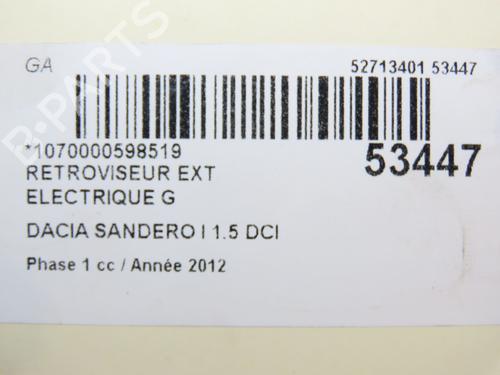 GA
52713401 53447
*1070000598519
53447
RETROVISEUR EXT
ELECTRIQUE G
DACIA SANDERO I 1.5 DCI
Phase 1 cc / Année 2012
B-PARTS